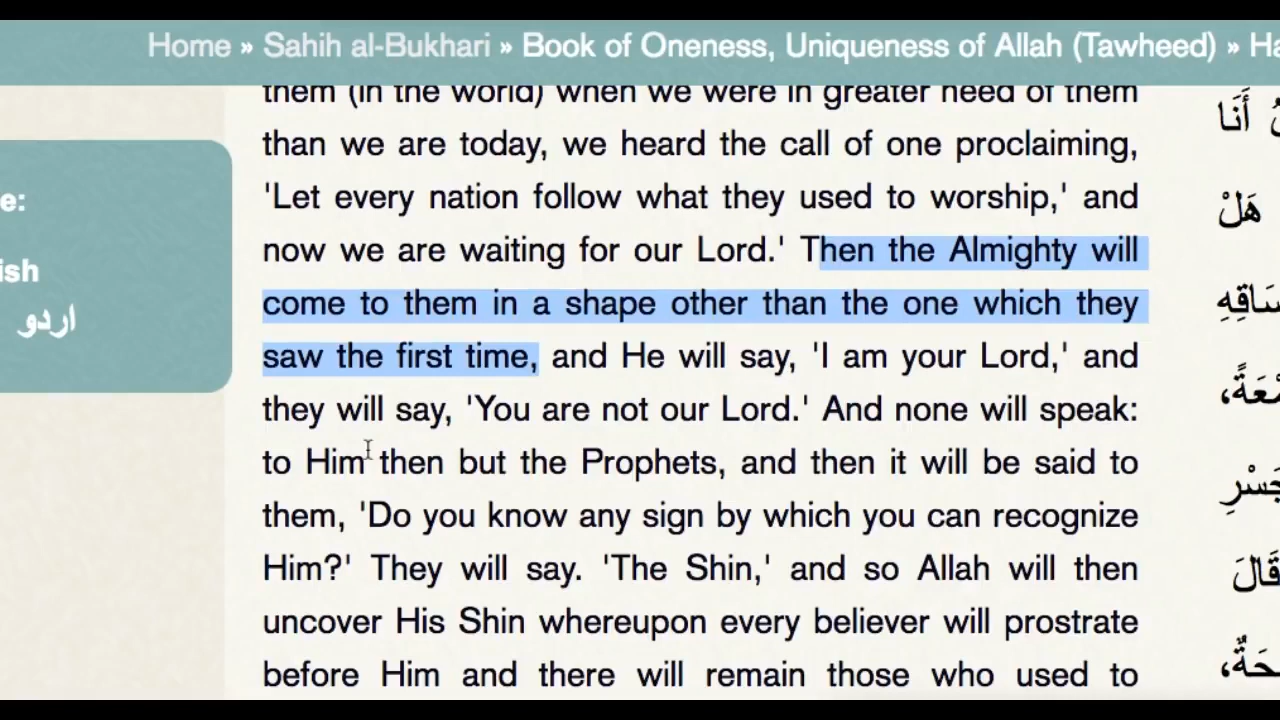 Home » Sahih al-Bukhari » Book of Oneness, Uniqueness of Allah (Tawheed) » Ha
them (in the world) when we were in greater need of them
than we are today, we heard the call of one proclaiming,
'Let every nation follow what they used to worship,' and
now we are waiting for our Lord.' Then the Almighty will
come to them in a shape other than the one which they
saw the first time, and He will say, 'I am your Lord,' and
they will say, 'You are not our Lord.' And none will speak:
to Him then but the Prophets, and then it will be said to
them, 'Do you know any sign by which you can recognize
Him?' They will say. 'The Shin,' and so Allah will then
uncover His Shin whereupon every believer will prostrate
before Him and there will remain those who used to
e:
ish
اردو
أَنَا
هَلْ
سَاقِهِ
قَالَ